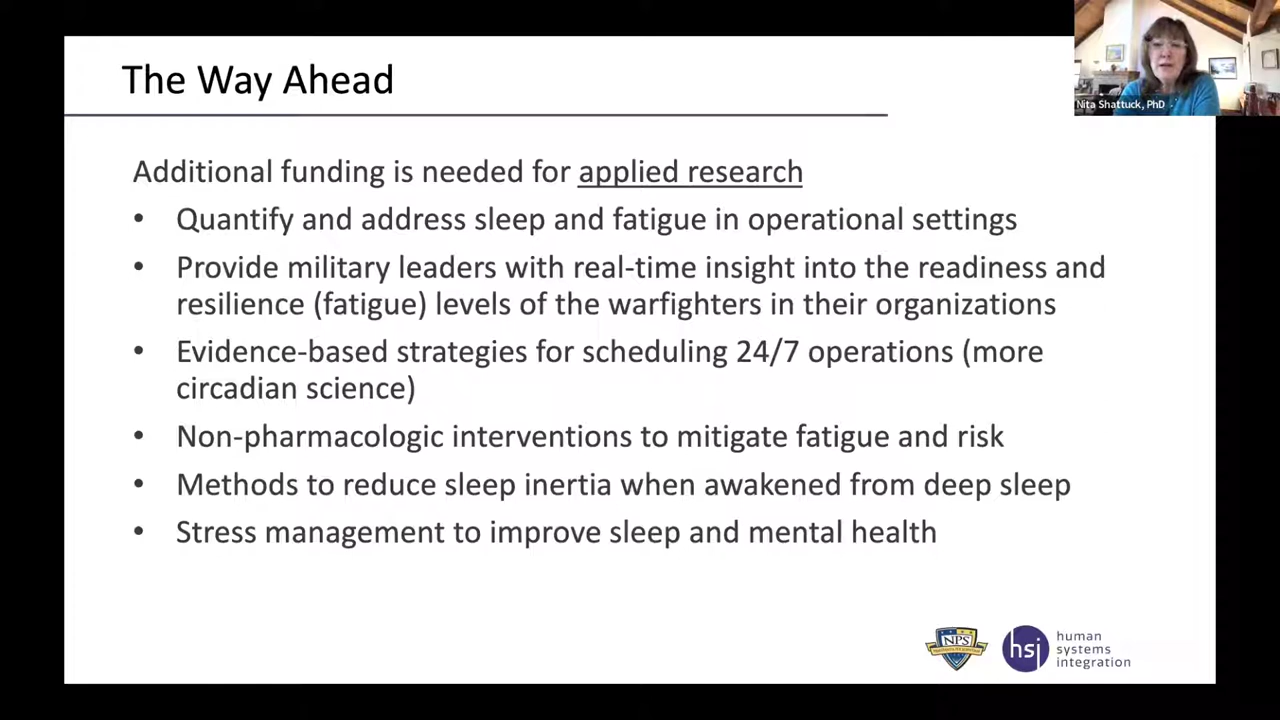 The Way Ahead
Nita Shattuck, PhD
Additional funding is needed for applied research
• Quantify and address sleep and fatigue in operational settings
• Provide military leaders with real-time insight into the readiness and
resilience (fatigue) levels of the warfighters in their organizations
• Evidence-based strategies for scheduling 24/7 operations (more
circadian science)
• Non-pharmacologic interventions to mitigate fatigue and risk
• Methods to reduce sleep inertia when awakened from deep sleep
• Stress management to improve sleep and mental health
NPS
hsi
human
systems
integration